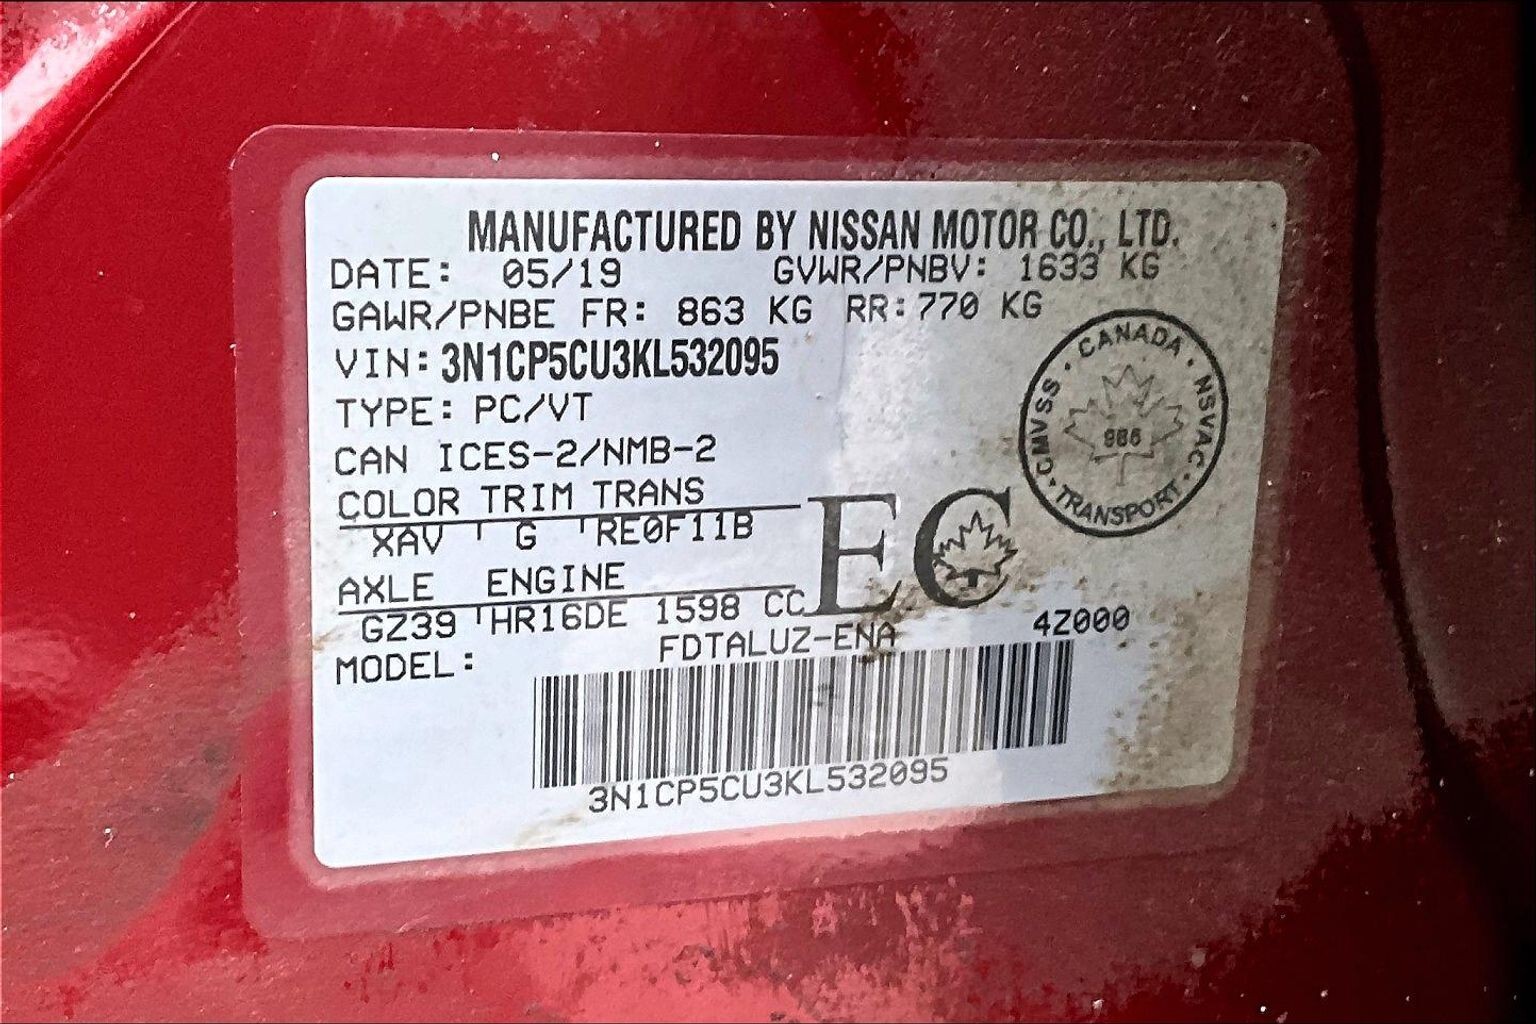 MANUFACTURED BY NISSAN MOTOR CO., LTD.
DATE: 05/19 GVWR/PNBV: 1633 KG
GAWR/PNBE FR: 863 KG RR: 770 KG
VIN: 3N1CP5CU3KL532095
TYPE: PC/VT
CAN ICES-2/NMB-2
COLOR TRIM TRANS
XAV G RE0F11B
AXLE ENGINE
GZ39 HR16DE 1598 CC
MODEL: FDTALUZ-ENA 4Z000
3N1CP5CU3KL532095
EC
CANADA · NSVAC · TRANSPORT · CMVSS ·